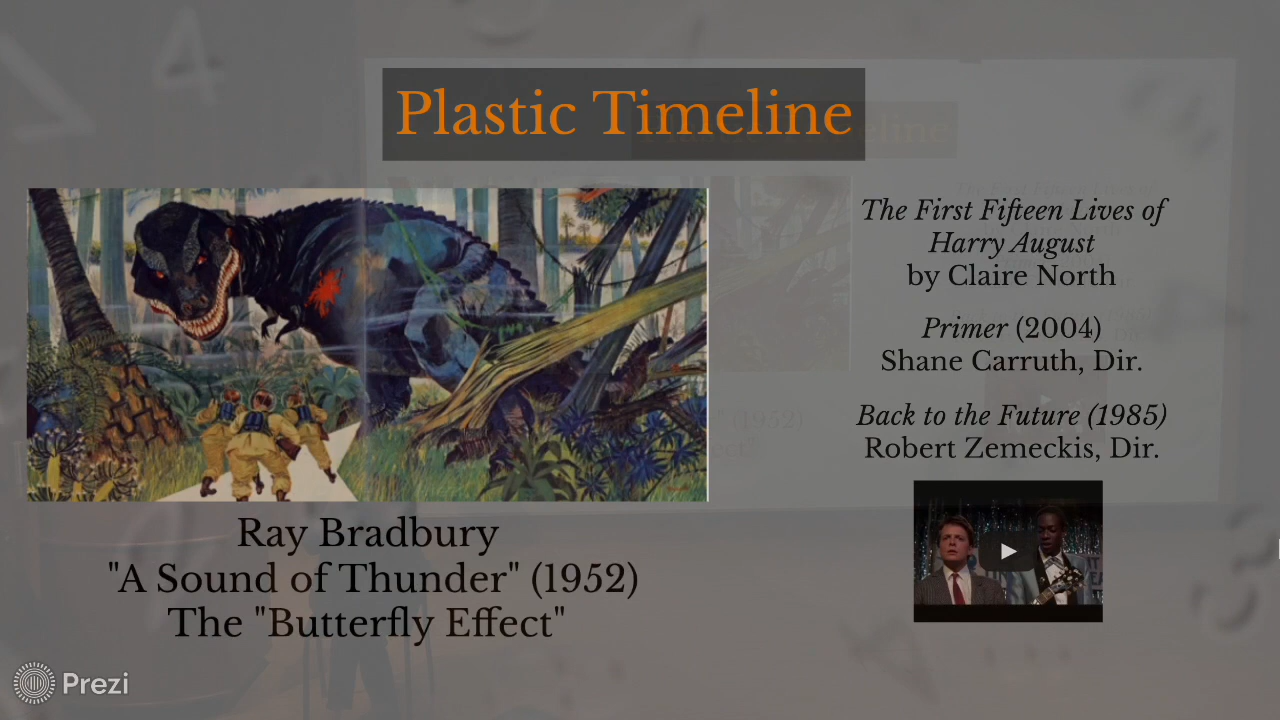 Plastic Timeline
The First Fifteen Lives of
Harry August
by Claire North
Primer (2004)
Shane Carruth, Dir.
Back to the Future (1985)
Robert Zemeckis, Dir.
Ray Bradbury
"A Sound of Thunder" (1952)
The "Butterfly Effect"
Prezi